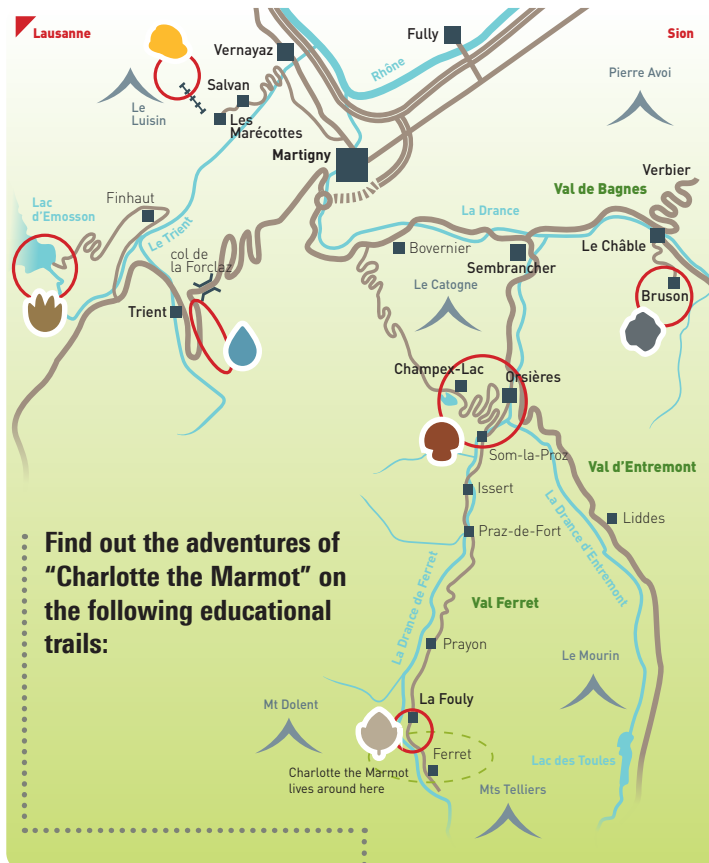 Lausanne
Fully
Sion
Vernayaz
Rhône
Pierre Avoi
Salvan
Le
Luisin
Les
Marécottes
Martigny
Verbier
Val de Bagnes
Finhaut
Lac
d'Emosson
La Drance
Le Trient
Bovernier
Le Châble
col de
la Forclaz
Sembrancher
Le Catogne
Bruson
Trient
Champex-Lac
Orsières
Som-la-Proz
Val d'Entremont
Issert
Liddes
Praz-de-Fort
La Drance d'Entremont
Find out the adventures of
“Charlotte the Marmot” on
the following educational
trails:
La Drance de Ferret
Val Ferret
Prayon
Le Mourin
La Fouly
Mt Dolent
Ferret
Lac des Toules
Charlotte the Marmot
lives around here
Mts Telliers